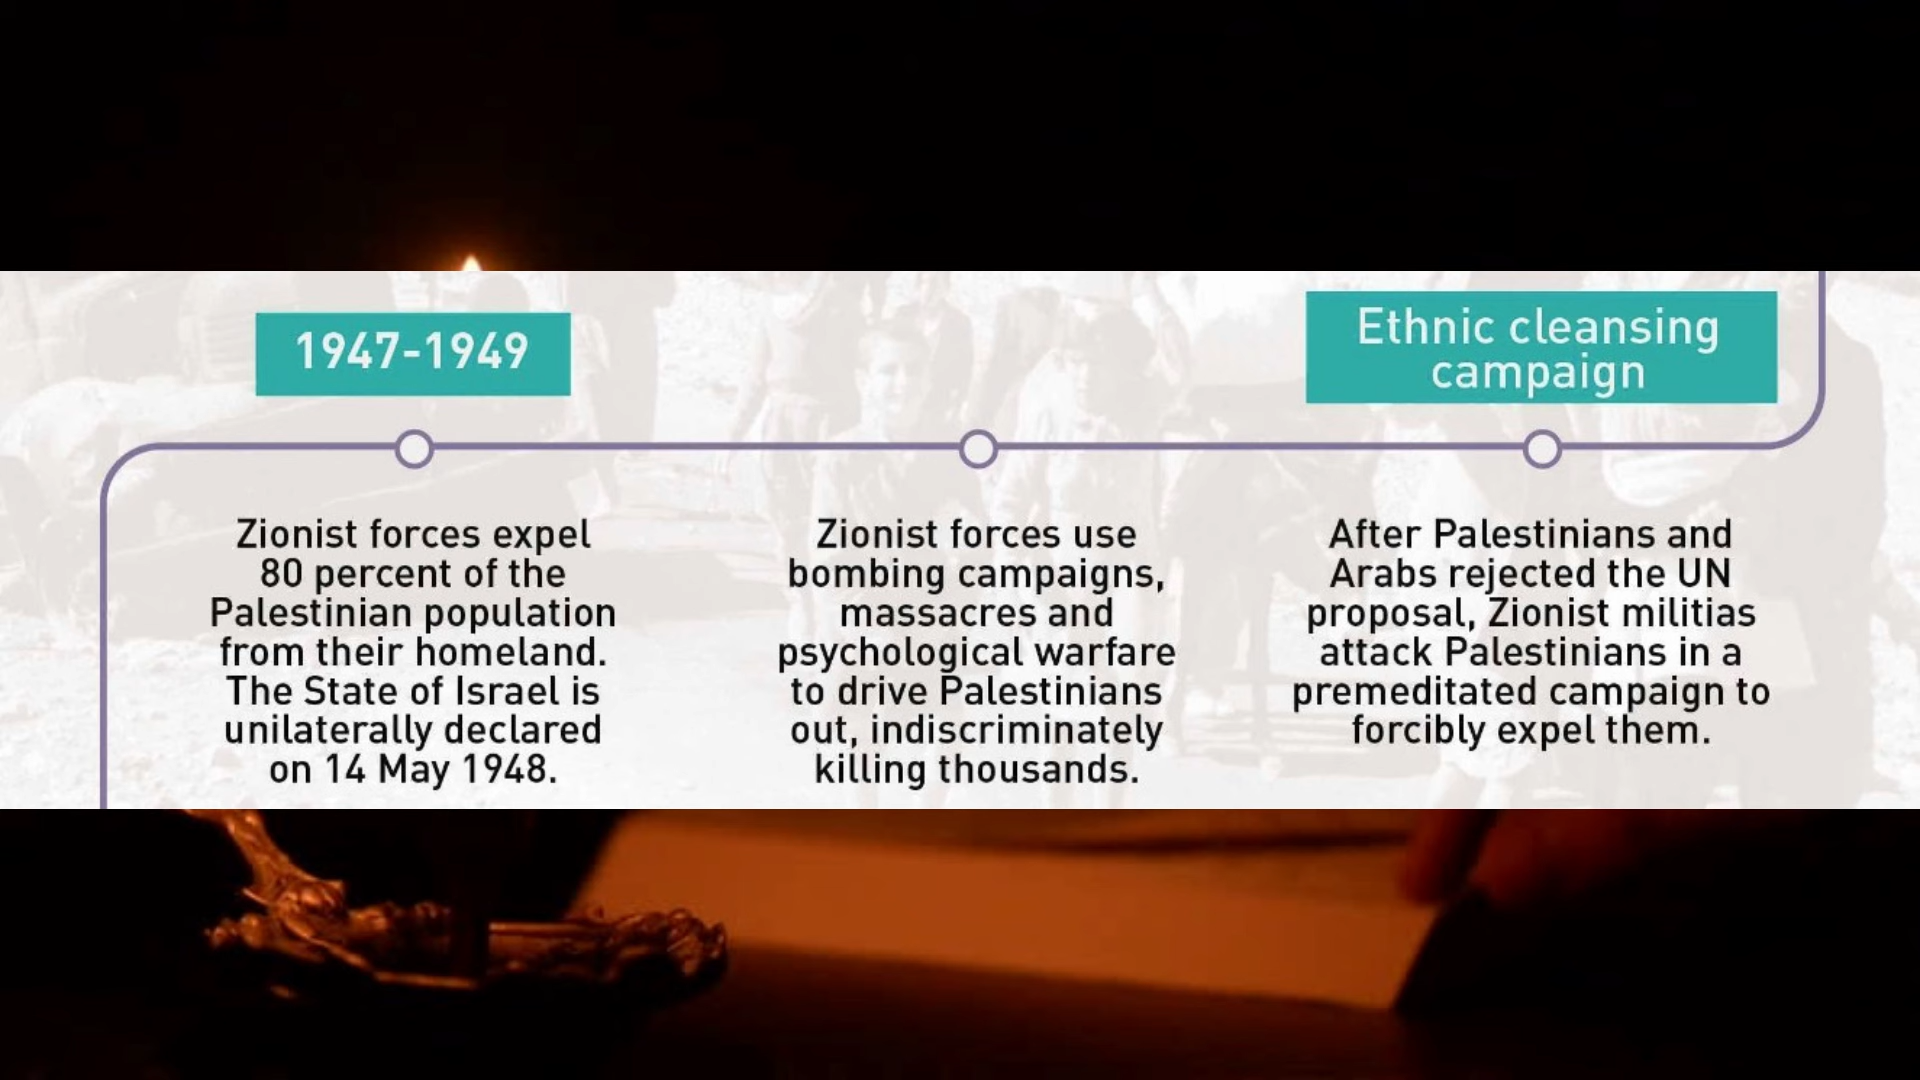 1947-1949
Zionist forces expel
80 percent of the
Palestinian population
from their homeland.
The State of Israel is
unilaterally declared
on 14 May 1948.
Zionist forces use
bombing campaigns,
massacres and
psychological warfare
to drive Palestinians
out, indiscriminately
killing thousands.
Ethnic cleansing
campaign
After Palestinians and
Arabs rejected the UN
proposal, Zionist militias
attack Palestinians in a
premeditated campaign to
forcibly expel them.